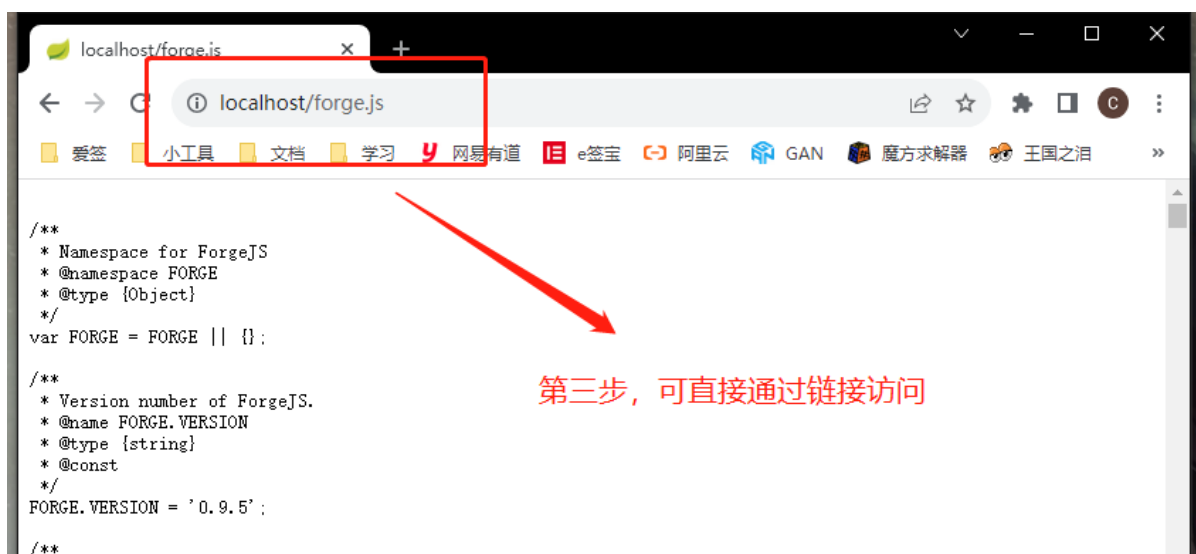 localhost/forge.js
localhost/forge.js
C
爱签 小工具 文档 学习 y 网易有道 e签宝 阿里云 GAN 魔方求解器 王国之泪 »
/**
 * Namespace for ForgeJS
 * @namespace FORGE
 * @type {Object}
 */
var FORGE = FORGE || {};
/**
 * Version number of ForgeJS.
 * @name FORGE.VERSION
 * @type {string}
 * @const
 */
FORGE.VERSION = '0.9.5';
/**
第三步，可直接通过链接访问